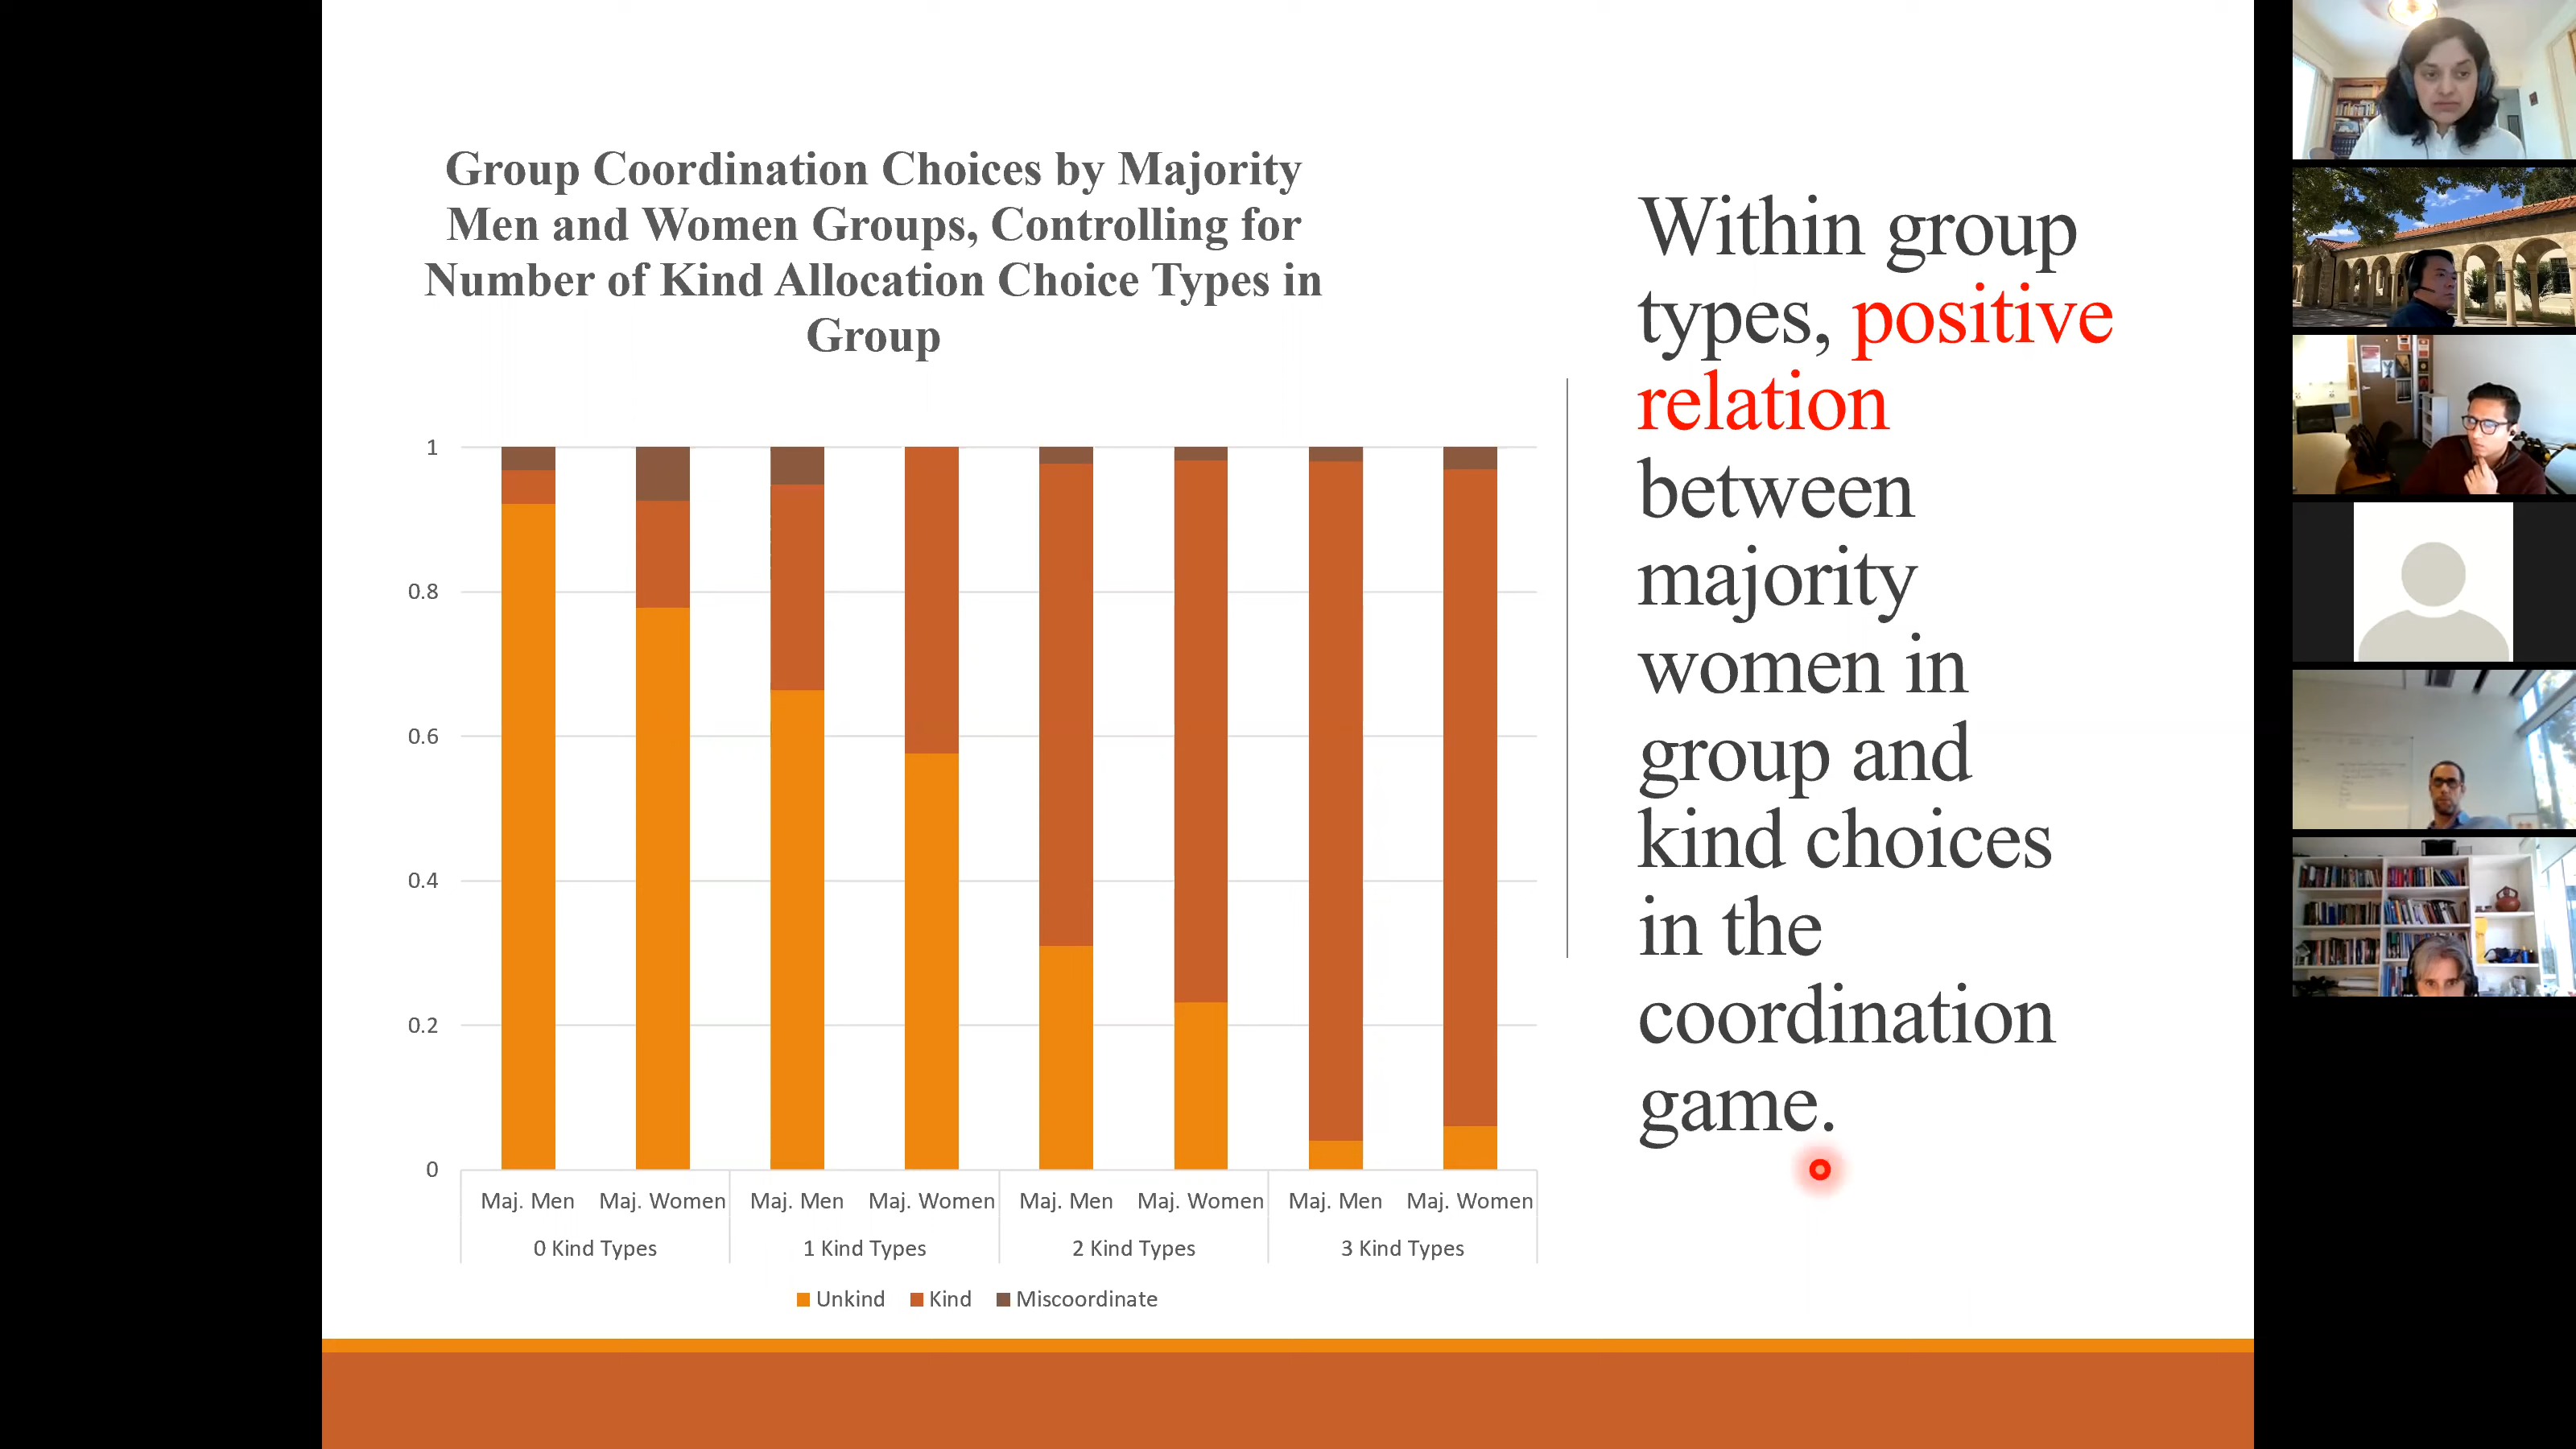 Group Coordination Choices by Majority
Men and Women Groups, Controlling for
Number of Kind Allocation Choice Types in
Group
1
0.8
0.6
0.4
0.2
0
Maj. Men Maj. Women Maj. Men Maj. Women Maj. Men Maj. Women Maj. Men Maj. Women
0 Kind Types 1 Kind Types 2 Kind Types 3 Kind Types
Unkind Kind Miscoordinate
Within group
types, positive
relation
between
majority
women in
group and
kind choices
in the
coordination
game.